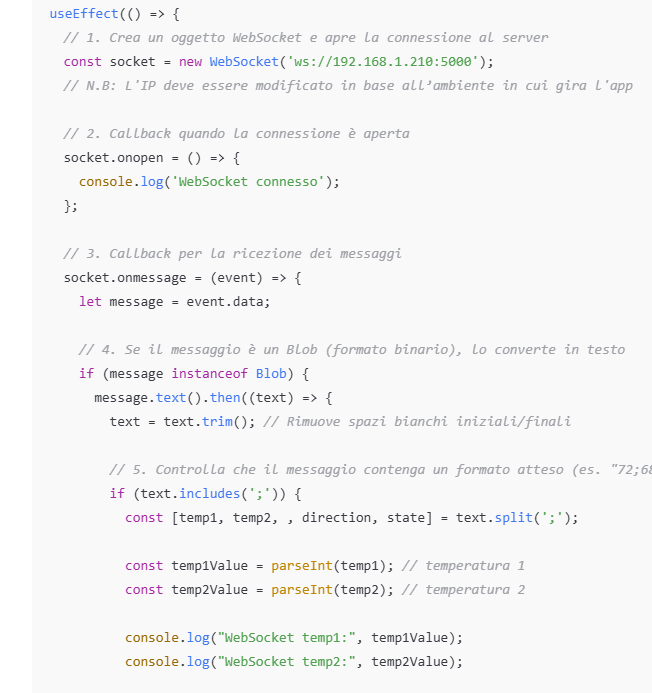 useEffect(() => {
// 1. Crea un oggetto WebSocket e apre la connessione al server
const socket = new WebSocket('ws://192.168.1.210:5000');
// N.B: L'IP deve essere modificato in base all’ambiente in cui gira l'app
// 2. Callback quando la connessione è aperta
socket.onopen = () => {
console.log('WebSocket connesso');
};
// 3. Callback per la ricezione dei messaggi
socket.onmessage = (event) => {
let message = event.data;
// 4. Se il messaggio è un Blob (formato binario), lo converte in testo
if (message instanceof Blob) {
message.text().then((text) => {
text = text.trim(); // Rimuove spazi bianchi iniziali/finali
// 5. Controlla che il messaggio contenga un formato atteso (es. "72;68
if (text.includes(';')) {
const [temp1, temp2, , direction, state] = text.split(';');
const temp1Value = parseInt(temp1); // temperatura 1
const temp2Value = parseInt(temp2); // temperatura 2
console.log("WebSocket temp1:", temp1Value);
console.log("WebSocket temp2:", temp2Value);